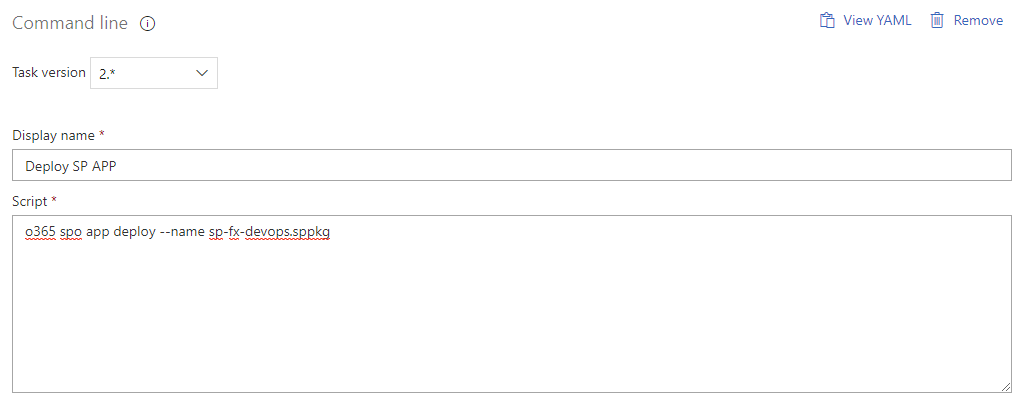 Command line View YAML Remove
Task version 2.*
Display name *
Deploy SP APP
Script *
o365 spo app deploy --name sp-fx-devops.sppkg